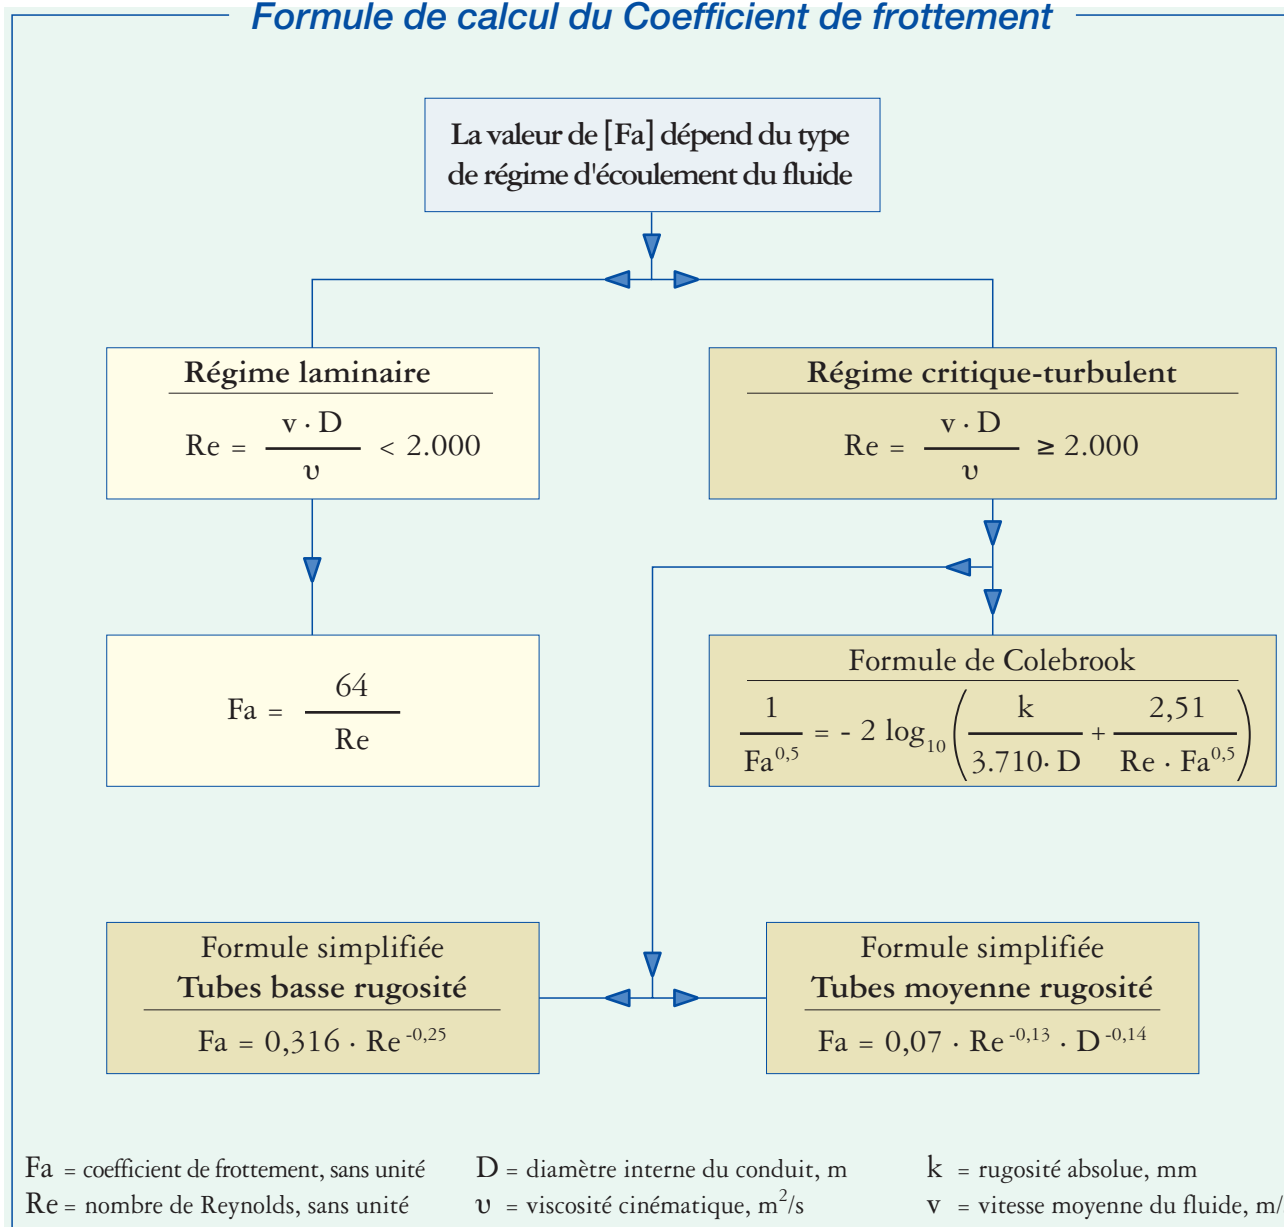 Formule de calcul du Coefficient de frottement
La valeur de [Fa] dépend du type
de régime d'écoulement du fluide
Régime laminaire
Re = v · D / υ < 2.000
Régime critique-turbulent
Re = v · D / υ ≥ 2.000
Fa = 64 / Re
Formule de Colebrook
1 / Fa^0,5 = - 2 log₁₀ ( k / 3.710· D + 2,51 / Re · Fa^0,5 )
Formule simplifiée
Tubes basse rugosité
Fa = 0,316 · Re^-0,25
Formule simplifiée
Tubes moyenne rugosité
Fa = 0,07 · Re^-0,13 · D^-0,14
Fa = coefficient de frottement, sans unité
Re = nombre de Reynolds, sans unité
D = diamètre interne du conduit, m
υ = viscosité cinématique, m²/s
k = rugosité absolue, mm
v = vitesse moyenne du fluide, m/